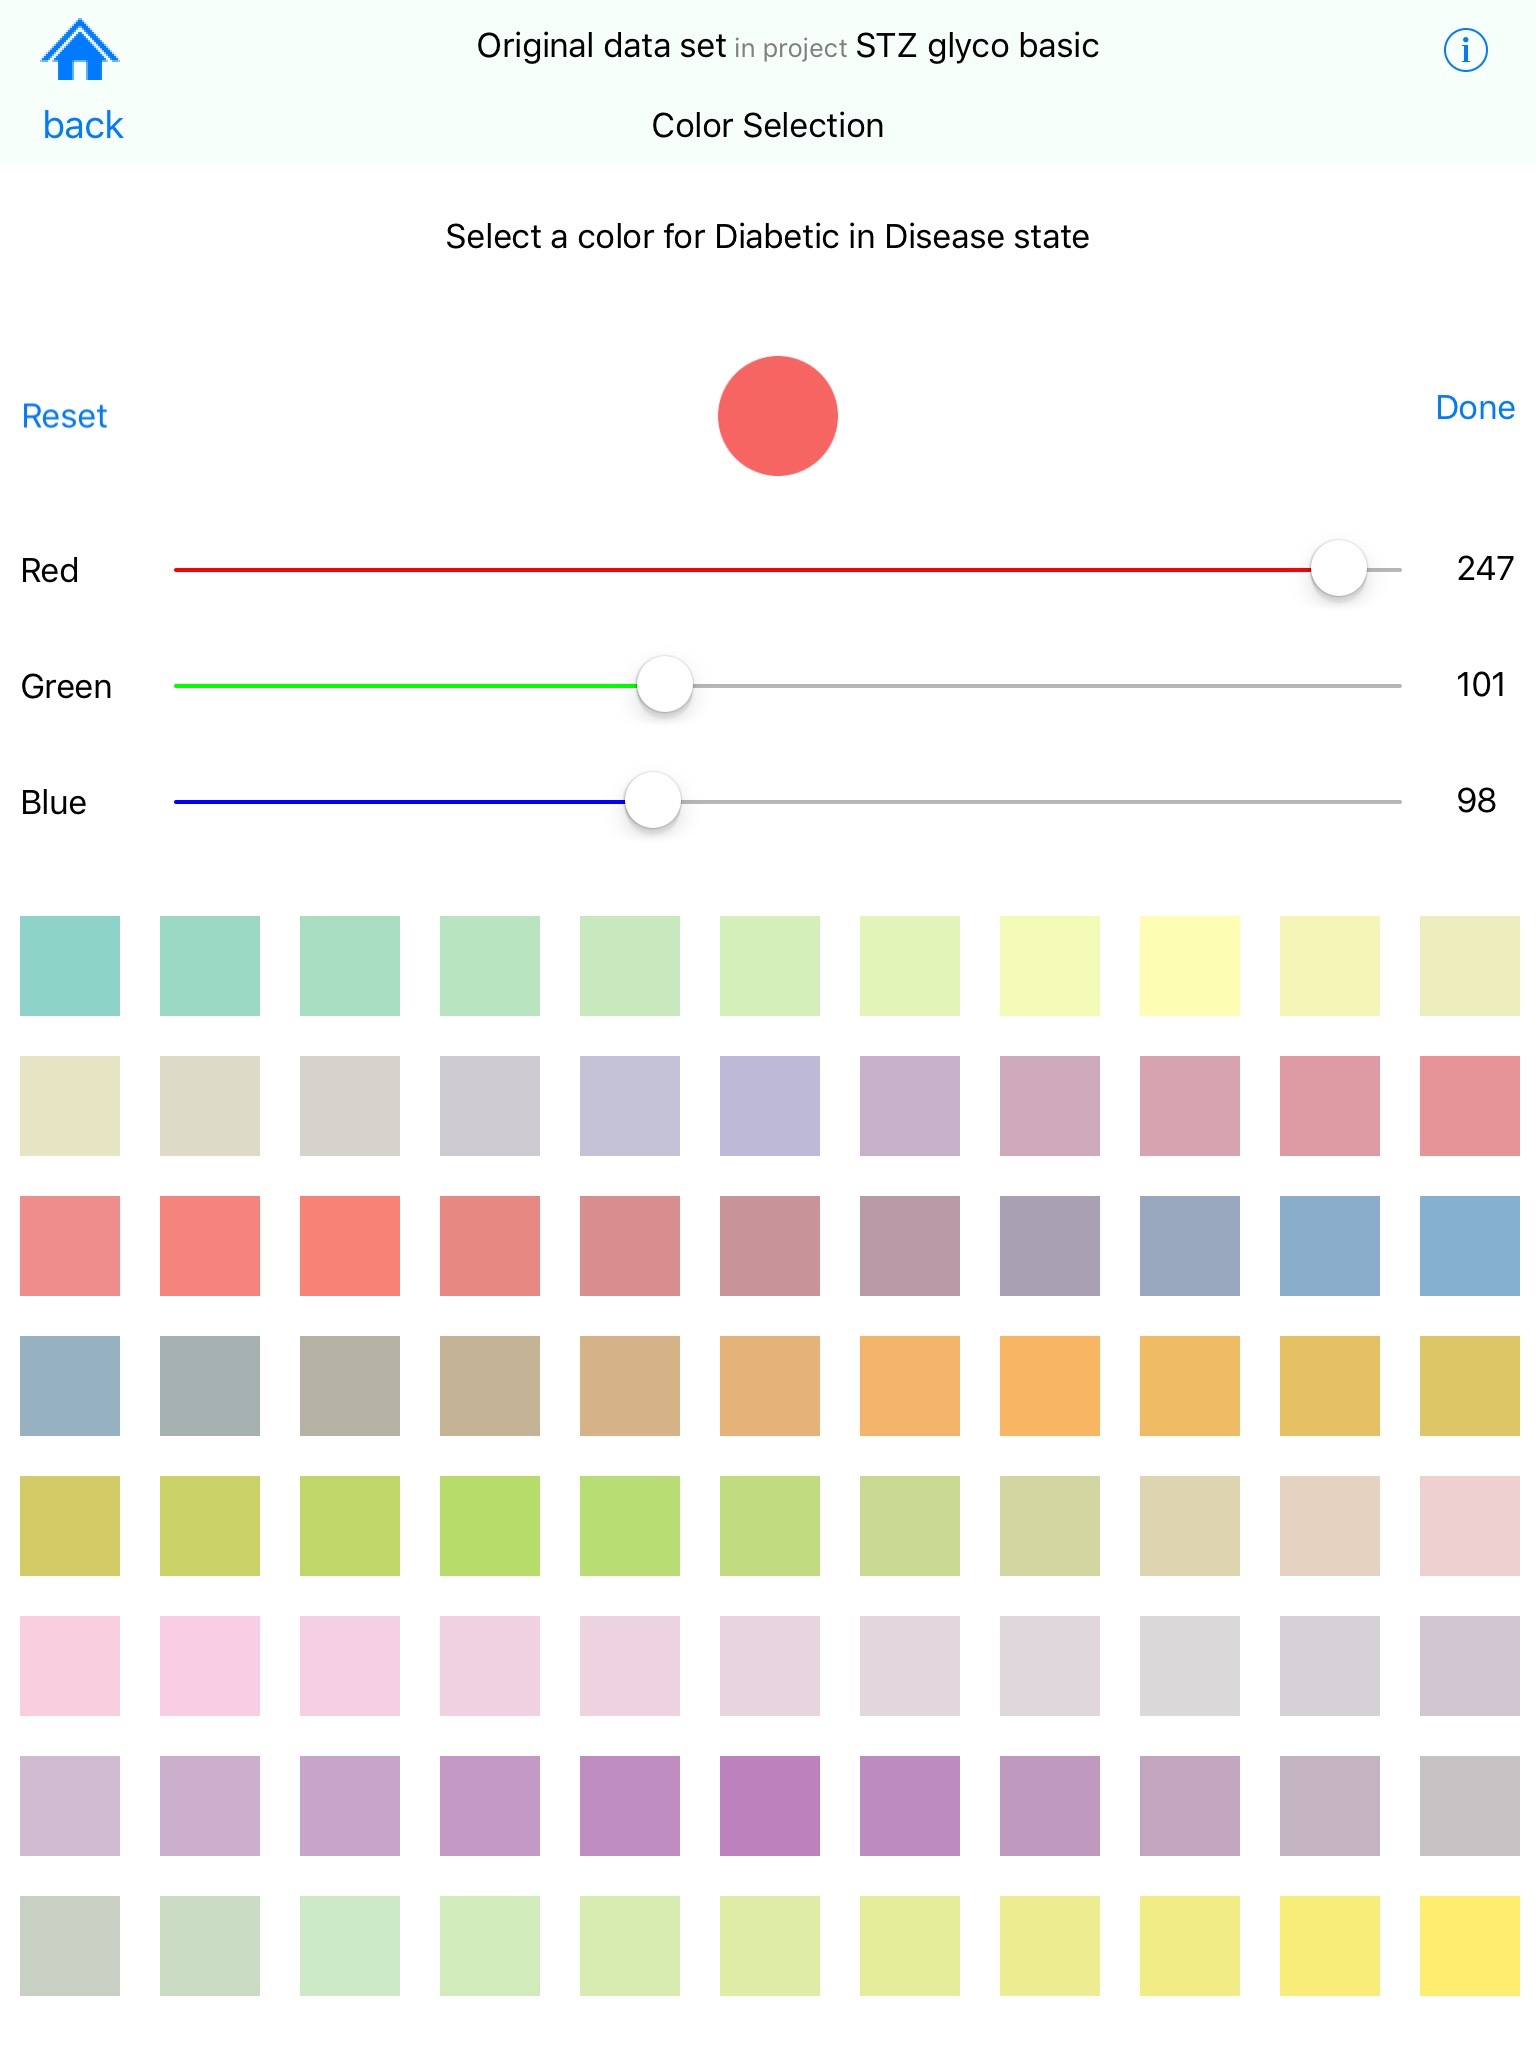 Original data set in project STZ glyco basic
back
Color Selection
Select a color for Diabetic in Disease state
Reset
Done
Red 247
Green 101
Blue 98